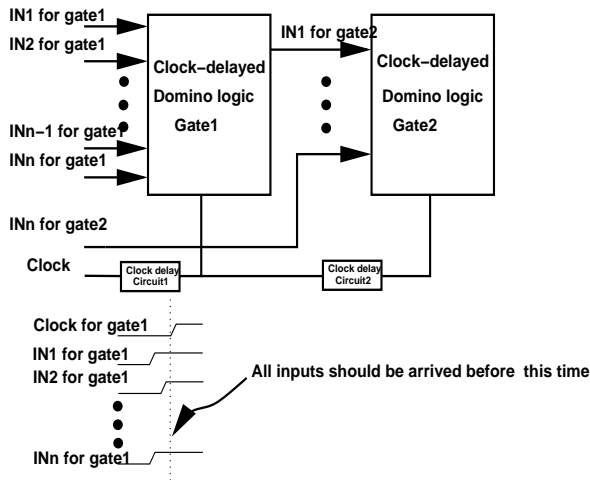 IN1 for gate1
IN2 for gate1
INn−1 for gate1
INn for gate1
Clock−delayed
Domino logic
Gate1
IN1 for gate2
Clock−delayed
Domino logic
Gate2
INn for gate2
Clock
Clock delay
Circuit1
Clock delay
Circuit2
Clock for gate1
IN1 for gate1
IN2 for gate1
INn for gate1
All inputs should be arrived before this time